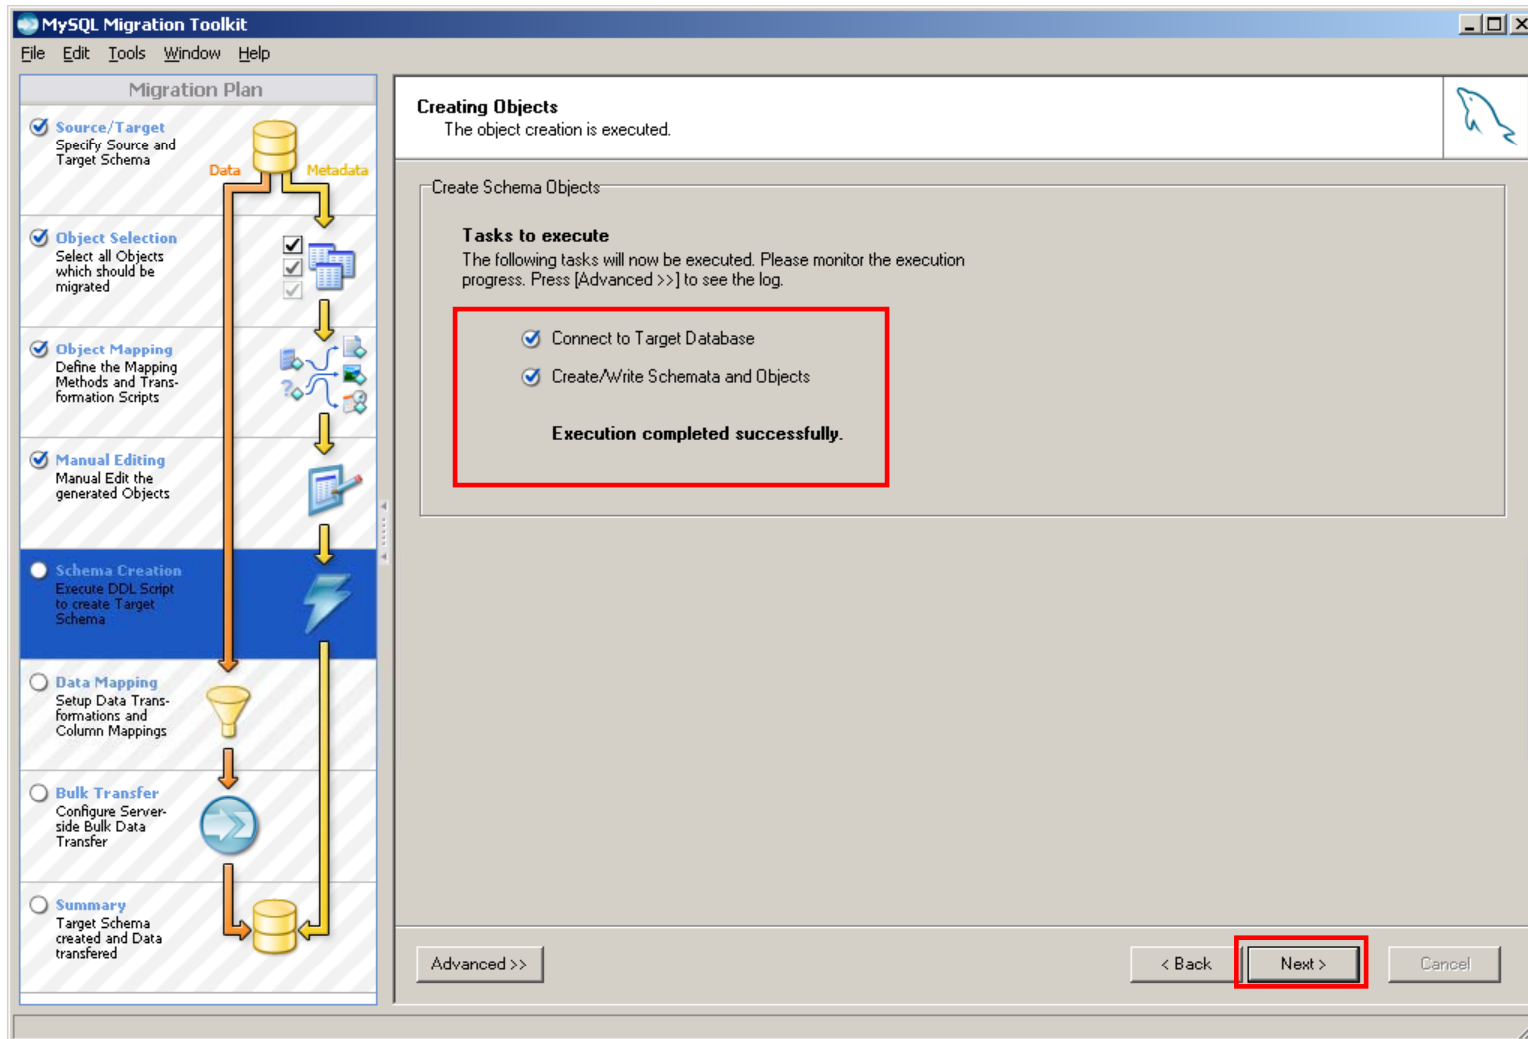 MySQL Migration Toolkit
File Edit Tools Window Help
Migration Plan
Source/Target
Specify Source and
Target Schema
Data
Metadata
Object Selection
Select all Objects
which should be
migrated
Object Mapping
Define the Mapping
Methods and Trans-
formation Scripts
Manual Editing
Manual Edit the
generated Objects
Schema Creation
Execute DDL Script
to create Target
Schema
Data Mapping
Setup Data Trans-
formations and
Column Mappings
Bulk Transfer
Configure Server-
side Bulk Data
Transfer
Summary
Target Schema
created and Data
transfered
Creating Objects
The object creation is executed.
Create Schema Objects
Tasks to execute
The following tasks will now be executed. Please monitor the execution
progress. Press [Advanced >>] to see the log.
Connect to Target Database
Create/Write Schemata and Objects
Execution completed successfully.
Advanced >>
< Back
Next >
Cancel